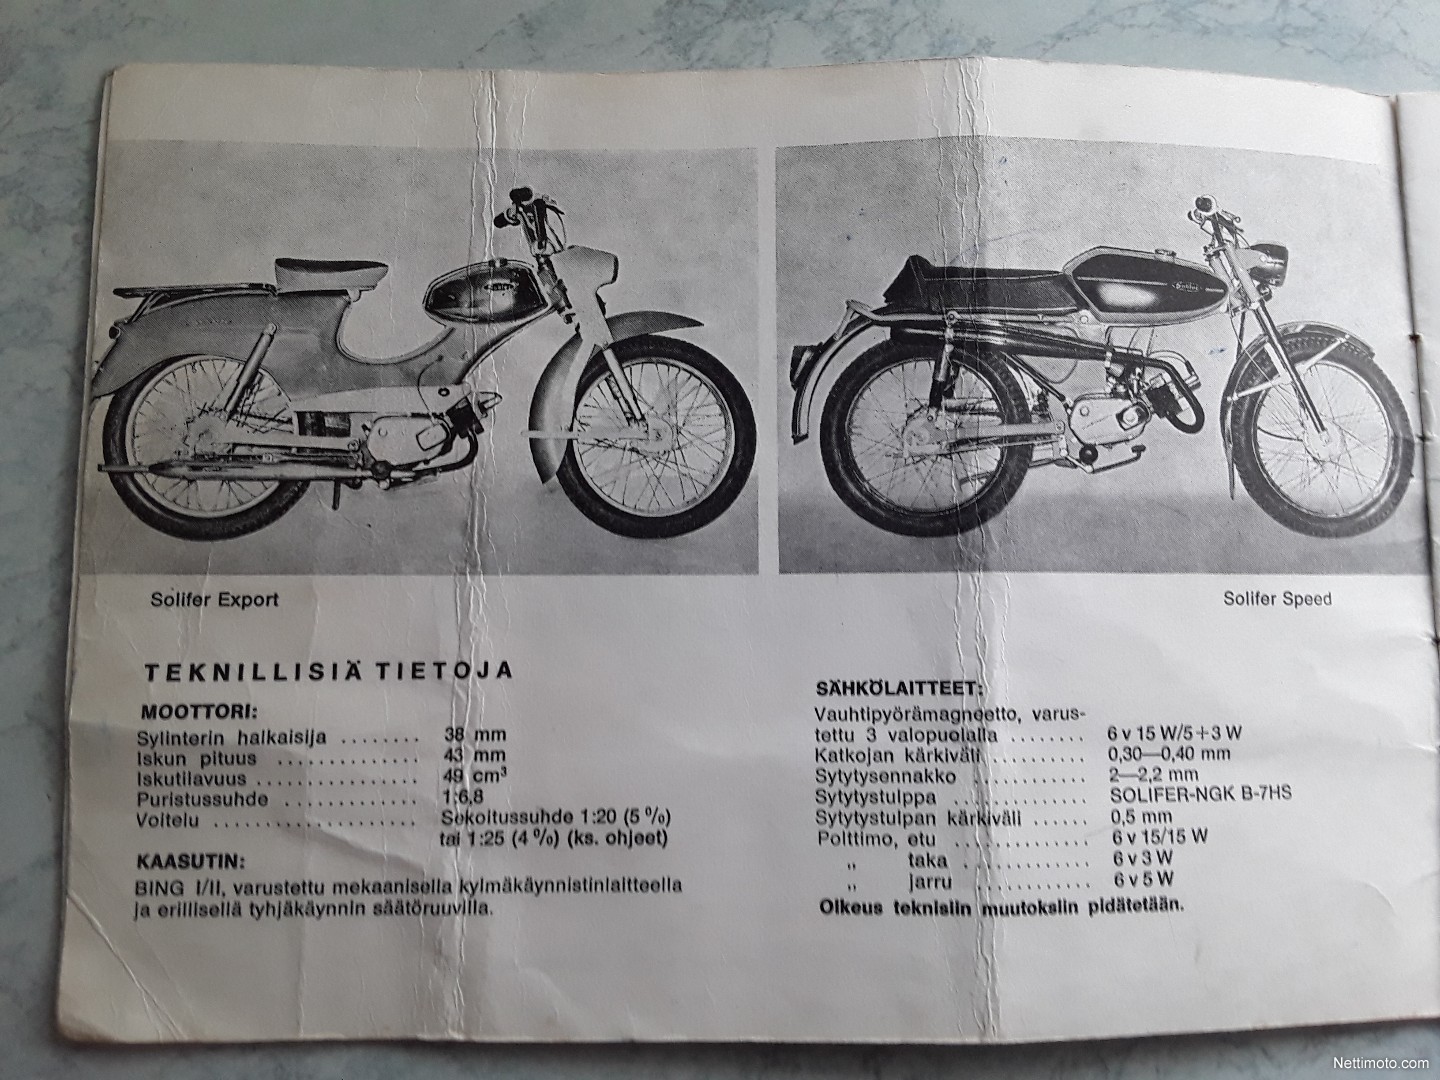 Solifer
Solifer Export
Solifer Speed
TEKNILLISIÄ TIETOJA
MOOTTORI:
Sylinterin halkaisija ........ 38 mm
Iskun pituus .............. 43 mm
Iskutilavuus ................ 49 cm³
Puristussuhde ............. 1:6,8
Voitelu ..................... Sekoitussuhde 1:20 (5 %)
tai 1:25 (4 %) (ks. ohjeet)
KAASUTIN:
BING 1/11, varustettu mekaanisella kylmäkäynnistinlaitteella
ja erillisellä tyhjäkäynnin säätöruuvilla.
SÄHKÖLAITTEET:
Vauhtipyörämagneetto, varus-
tettu 3 valopuolalla ........ 6 v 15 W/5+3 W
Katkojan kärkiväli .......... 0,30—0,40 mm
Sytytysennakko ............. 2—2,2 mm
Sytytystulppa .............. SOLIFER-NGK B-7HS
Sytytystulpan kärkiväli ...... 0,5 mm
Polttimo, etu .............. 6 v 15/15 W
„ taka ............. 6 v 3 W
„ jarru ............ 6 v 5 W
Oikeus teknisiin muutoksiin pidätetään.
Nettimoto.com